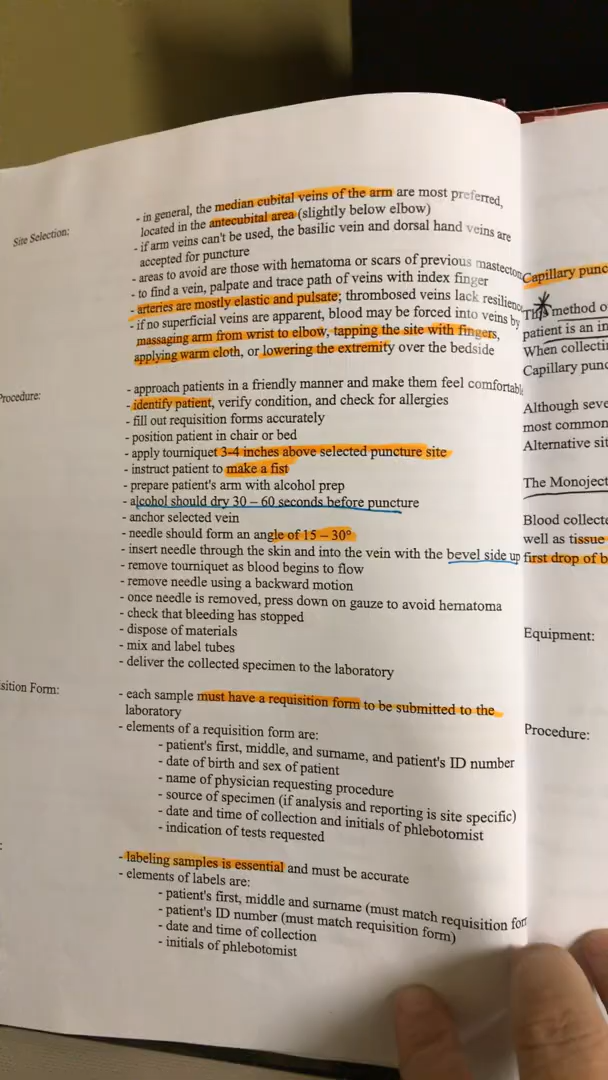 Site Selection:
- in general, the median cubital veins of the arm are most preferred,
located in the antecubital area (slightly below elbow)
- if arm veins can't be used, the basilic vein and dorsal hand veins are
accepted for puncture
- areas to avoid are those with hematoma or scars of previous mastectom
- to find a vein, palpate and trace path of veins with index finger
- arteries are mostly elastic and pulsate; thrombosed veins lack resilienc
- if no superficial veins are apparent, blood may be forced into veins by
massaging arm from wrist to elbow, tapping the site with fingers,
applying warm cloth, or lowering the extremity over the bedside
Procedure:
- approach patients in a friendly manner and make them feel comfortabl
- identify patient, verify condition, and check for allergies
- fill out requisition forms accurately
- position patient in chair or bed
- apply tourniquet 3-4 inches above selected puncture site
- instruct patient to make a fist
- prepare patient's arm with alcohol prep
- alcohol should dry 30 – 60 seconds before puncture
- anchor selected vein
- needle should form an angle of 15 – 30°
- insert needle through the skin and into the vein with the bevel side up
- remove tourniquet as blood begins to flow
- remove needle using a backward motion
- once needle is removed, press down on gauze to avoid hematoma
- check that bleeding has stopped
- dispose of materials
- mix and label tubes
- deliver the collected specimen to the laboratory
sition Form:
- each sample must have a requisition form to be submitted to the
laboratory
- elements of a requisition form are:
- patient's first, middle, and surname, and patient's ID number
- date of birth and sex of patient
- name of physician requesting procedure
- source of specimen (if analysis and reporting is site specific)
- date and time of collection and initials of phlebotomist
- indication of tests requested
:
- labeling samples is essential and must be accurate
- elements of labels are:
- patient's first, middle and surname (must match requisition for
- patient's ID number (must match requisition form)
- date and time of collection
- initials of phlebotomist
Capillary punc
method o
patient is an in
When collecti
Capillary punc
Although seve
most common
Alternative sit
The Monoject
Blood collecte
well as tissue
first drop of b
Equipment:
Procedure: